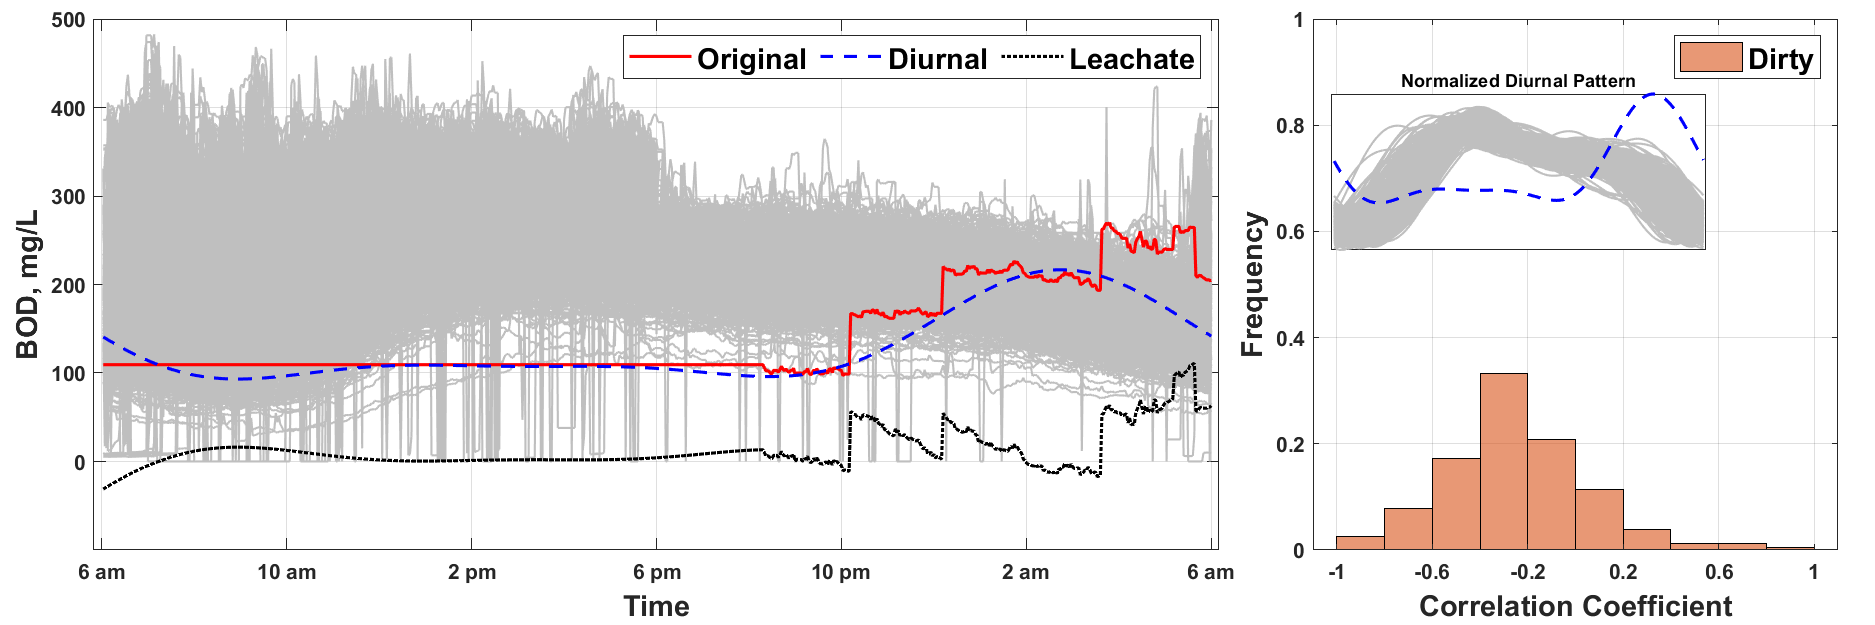 500
400
300
200
100
0
BOD, mg/L
Original Diurnal Leachate
6 am 10 am 2 pm 6 pm 10 pm 2 am 6 am
Time
1
0.8
0.6
0.4
0.2
0
Frequency
Dirty
Normalized Diurnal Pattern
-1 -0.6 -0.2 0.2 0.6 1
Correlation Coefficient